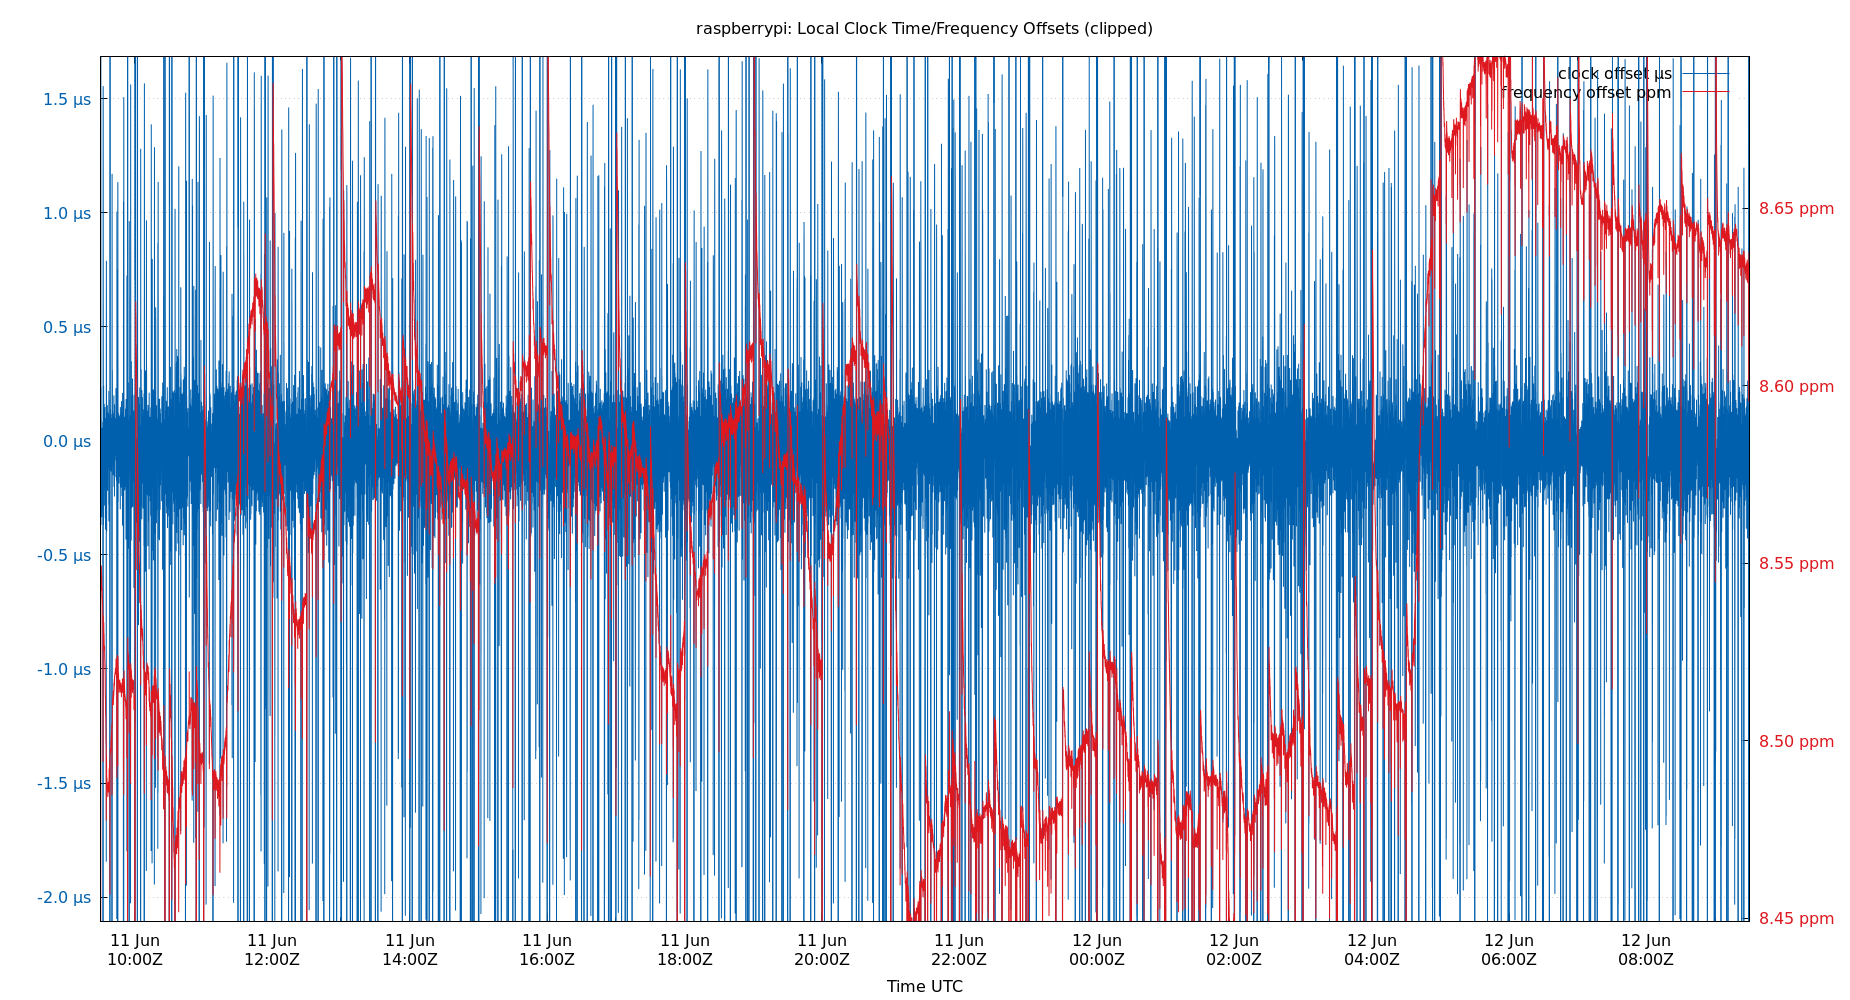 raspberrypi: Local Clock Time/Frequency Offsets (clipped)
clock offset µs
frequency offset ppm
1.5 µs
1.0 µs
0.5 µs
0.0 µs
-0.5 µs
-1.0 µs
-1.5 µs
-2.0 µs
8.65 ppm
8.60 ppm
8.55 ppm
8.50 ppm
8.45 ppm
11 Jun 11 Jun 11 Jun 11 Jun 11 Jun 11 Jun 11 Jun 12 Jun 12 Jun 12 Jun 12 Jun 12 Jun
10:00Z 12:00Z 14:00Z 16:00Z 18:00Z 20:00Z 22:00Z 00:00Z 02:00Z 04:00Z 06:00Z 08:00Z
Time UTC